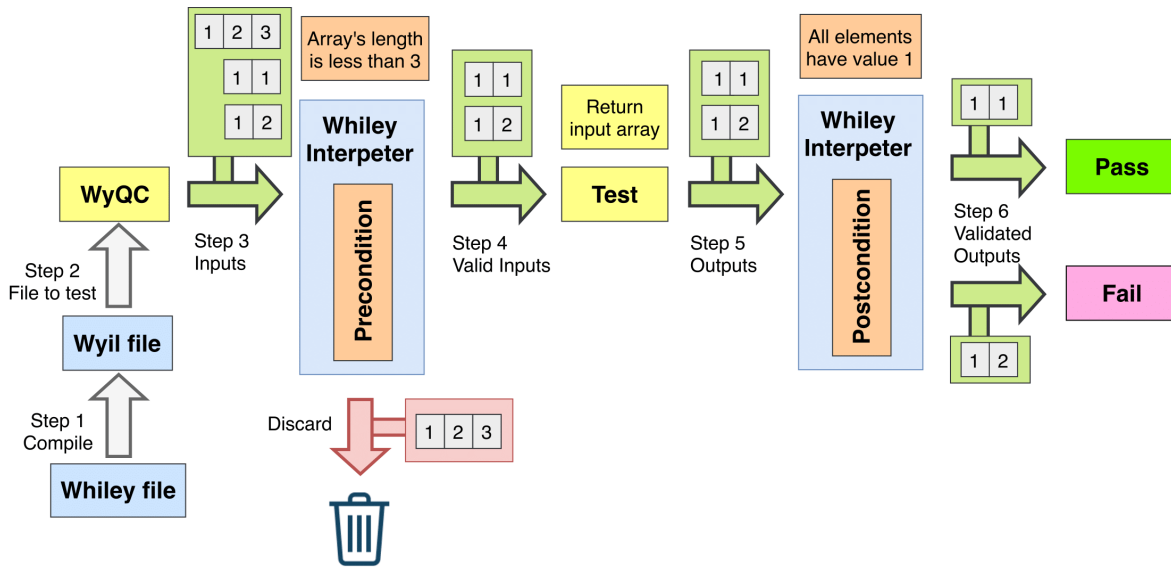 1 2 3
1 1
1 2
Array's length
is less than 3
1 1
1 2
Return
input array
1 1
1 2
All elements
have value 1
1 1
Whiley
Interpeter
Precondition
Whiley
Interpeter
Postcondition
WyQC
Test
Pass
Step 3
Inputs
Step 4
Valid Inputs
Step 5
Outputs
Step 6
Validated
Outputs
Step 2
File to test
Fail
Wyil file
1 2
Step 1
Compile
Discard
1 2 3
Whiley file